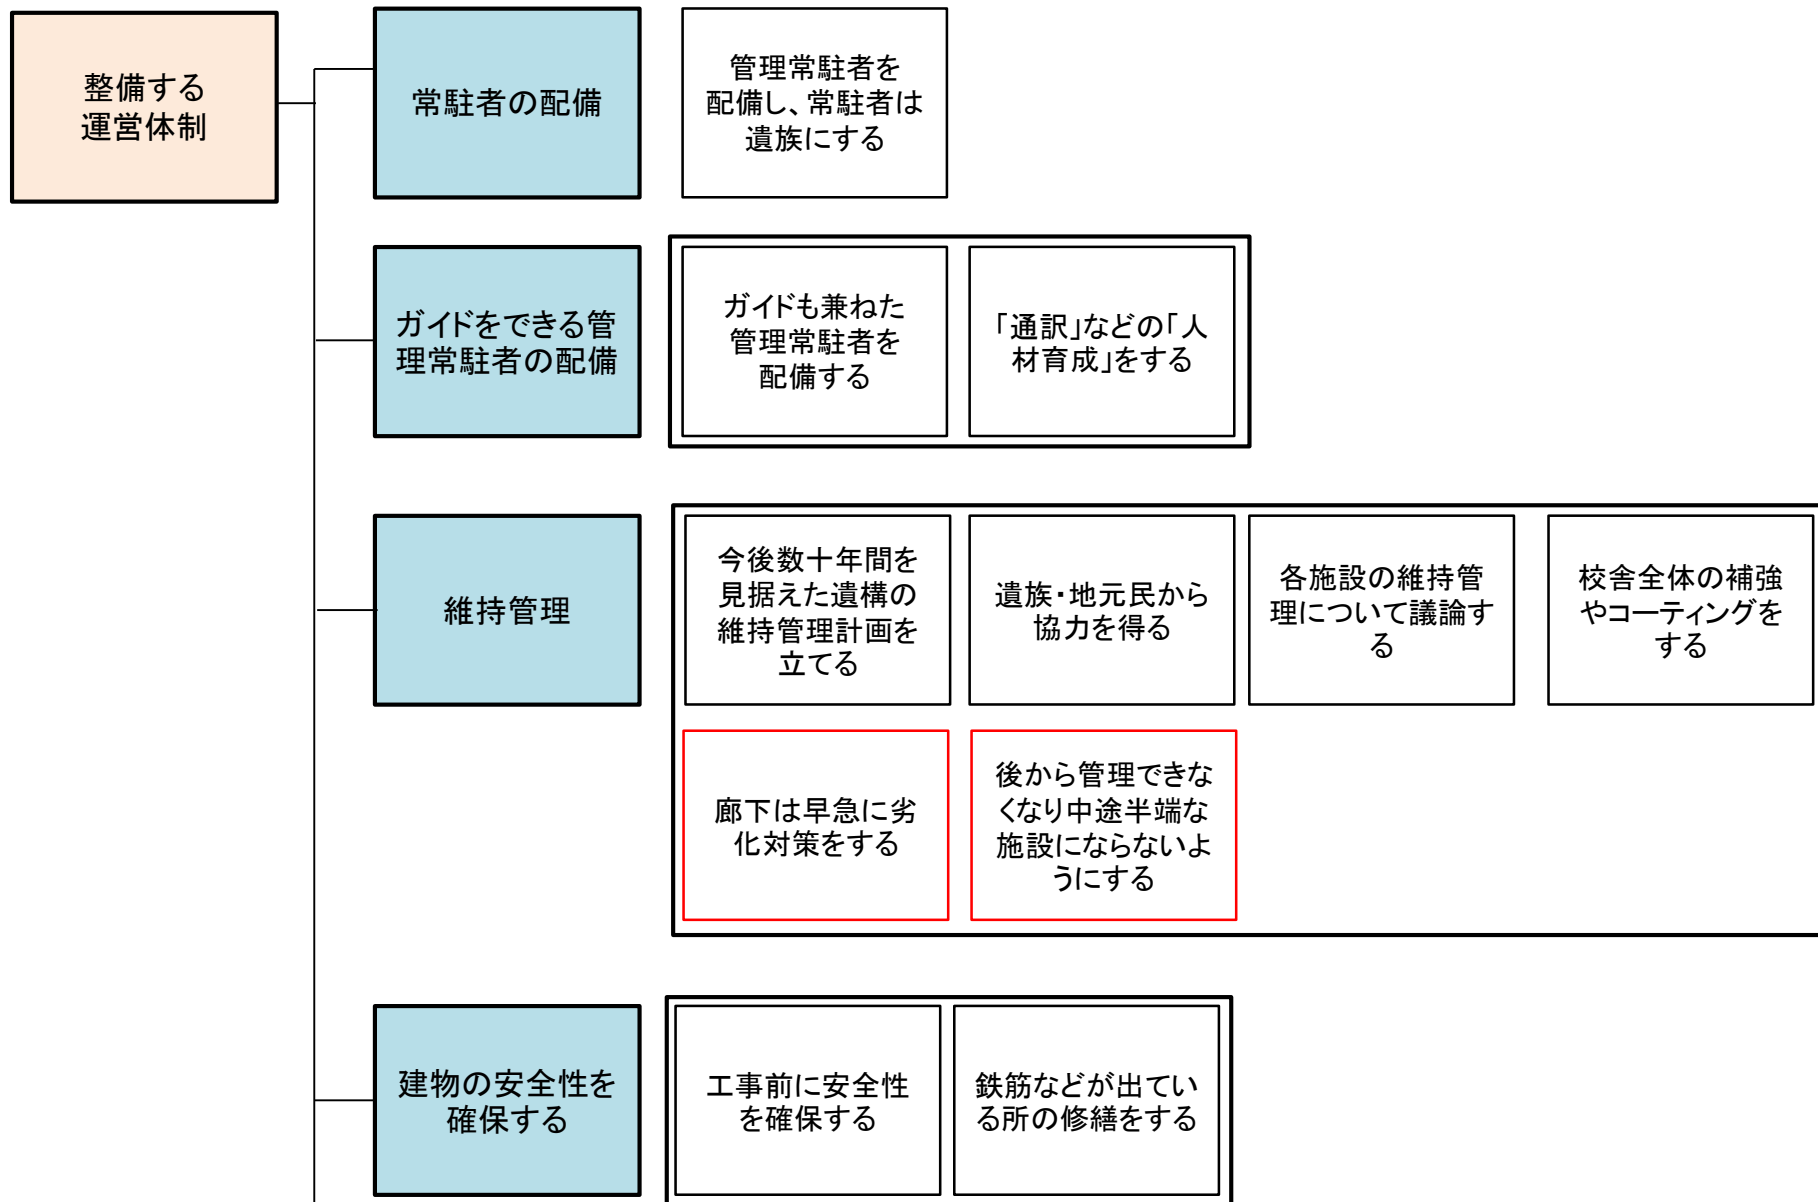 整備する
運営体制
常駐者の配備
管理常駐者を
配備し、常駐者は
遺族にする
ガイドをできる管
理常駐者の配備
ガイドも兼ねた
管理常駐者を
配備する
「通訳」などの「人
材育成」をする
維持管理
今後数十年間を
見据えた遺構の
維持管理計画を
立てる
遺族・地元民から
協力を得る
各施設の維持管
理について議論す
る
校舎全体の補強
やコーティングを
する
廊下は早急に劣
化対策をする
後から管理できな
くなり中途半端な
施設にならないよ
うにする
建物の安全性を
確保する
工事前に安全性
を確保する
鉄筋などが出てい
る所の修繕をする